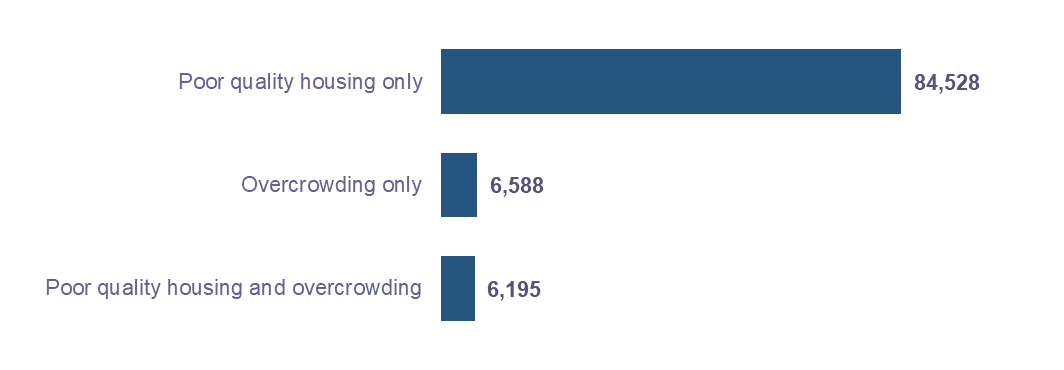 Poor quality housing only 84,528
Overcrowding only 6,588
Poor quality housing and overcrowding 6,195